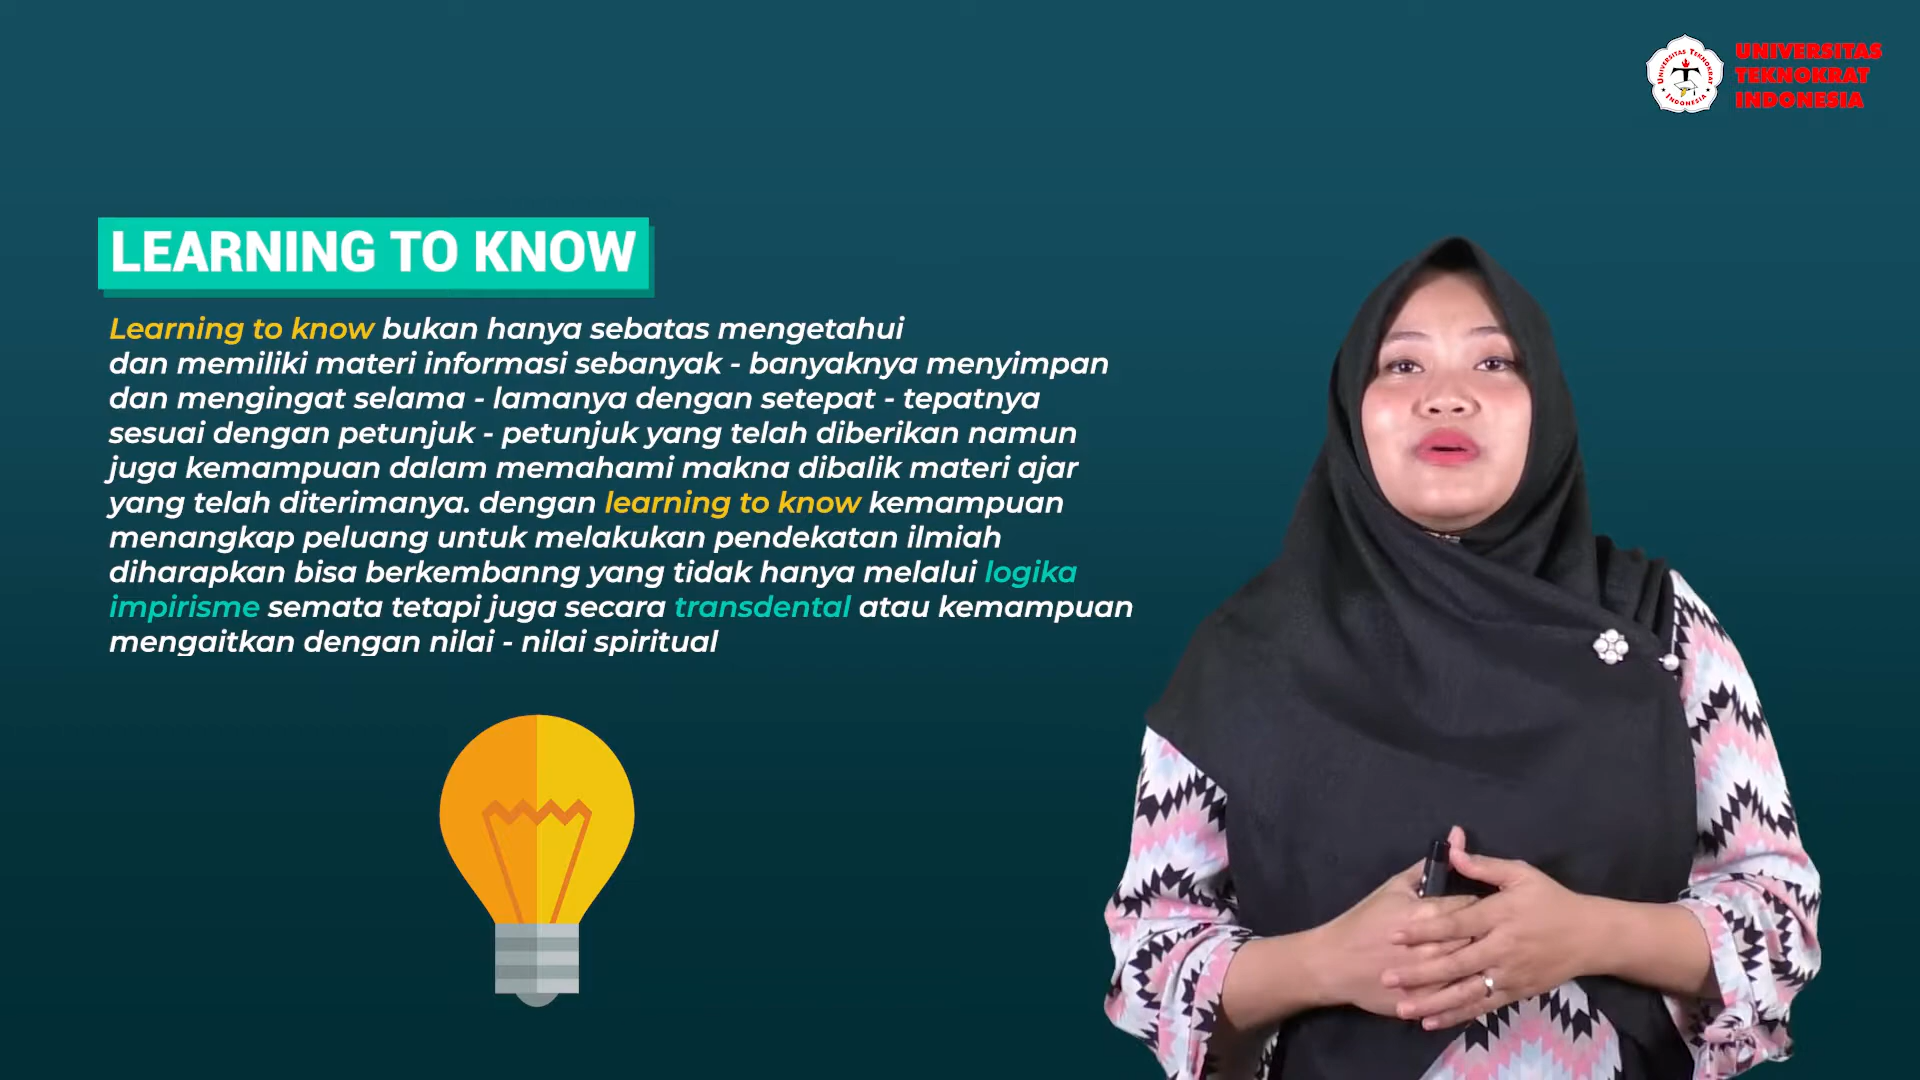 UNIVERSITAS TEKNOKRAT INDONESIA
UNIVERSITAS
TEKNOKRAT
INDONESIA
LEARNING TO KNOW
Learning to know bukan hanya sebatas mengetahui
dan memiliki materi informasi sebanyak - banyaknya menyimpan
dan mengingat selama - lamanya dengan setepat - tepatnya
sesuai dengan petunjuk - petunjuk yang telah diberikan namun
juga kemampuan dalam memahami makna dibalik materi ajar
yang telah diterimanya. dengan learning to know kemampuan
menangkap peluang untuk melakukan pendekatan ilmiah
diharapkan bisa berkembanng yang tidak hanya melalui logika
impirisme semata tetapi juga secara transdental atau kemampuan
mengaitkan dengan nilai - nilai spiritual